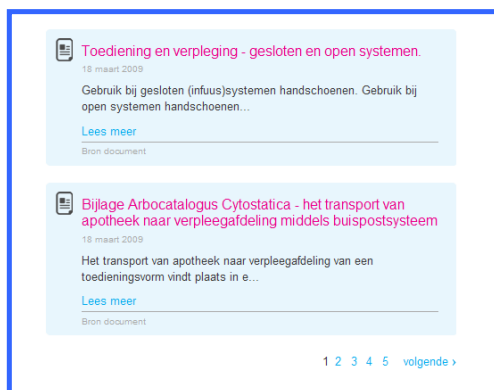 Toediening en verpleging - gesloten en open systemen.
18 maart 2009
Gebruik bij gesloten (infuus)systemen handschoenen. Gebruik bij
open systemen handschoenen...
Lees meer
Bron document
Bijlage Arbocatalogus Cytostatica - het transport van
apotheek naar verpleegafdeling middels buispostsysteem
18 maart 2009
Het transport van apotheek naar verpleegafdeling van een
toedieningsvorm vindt plaats in e...
Lees meer
Bron document
1 2 3 4 5 volgende ›